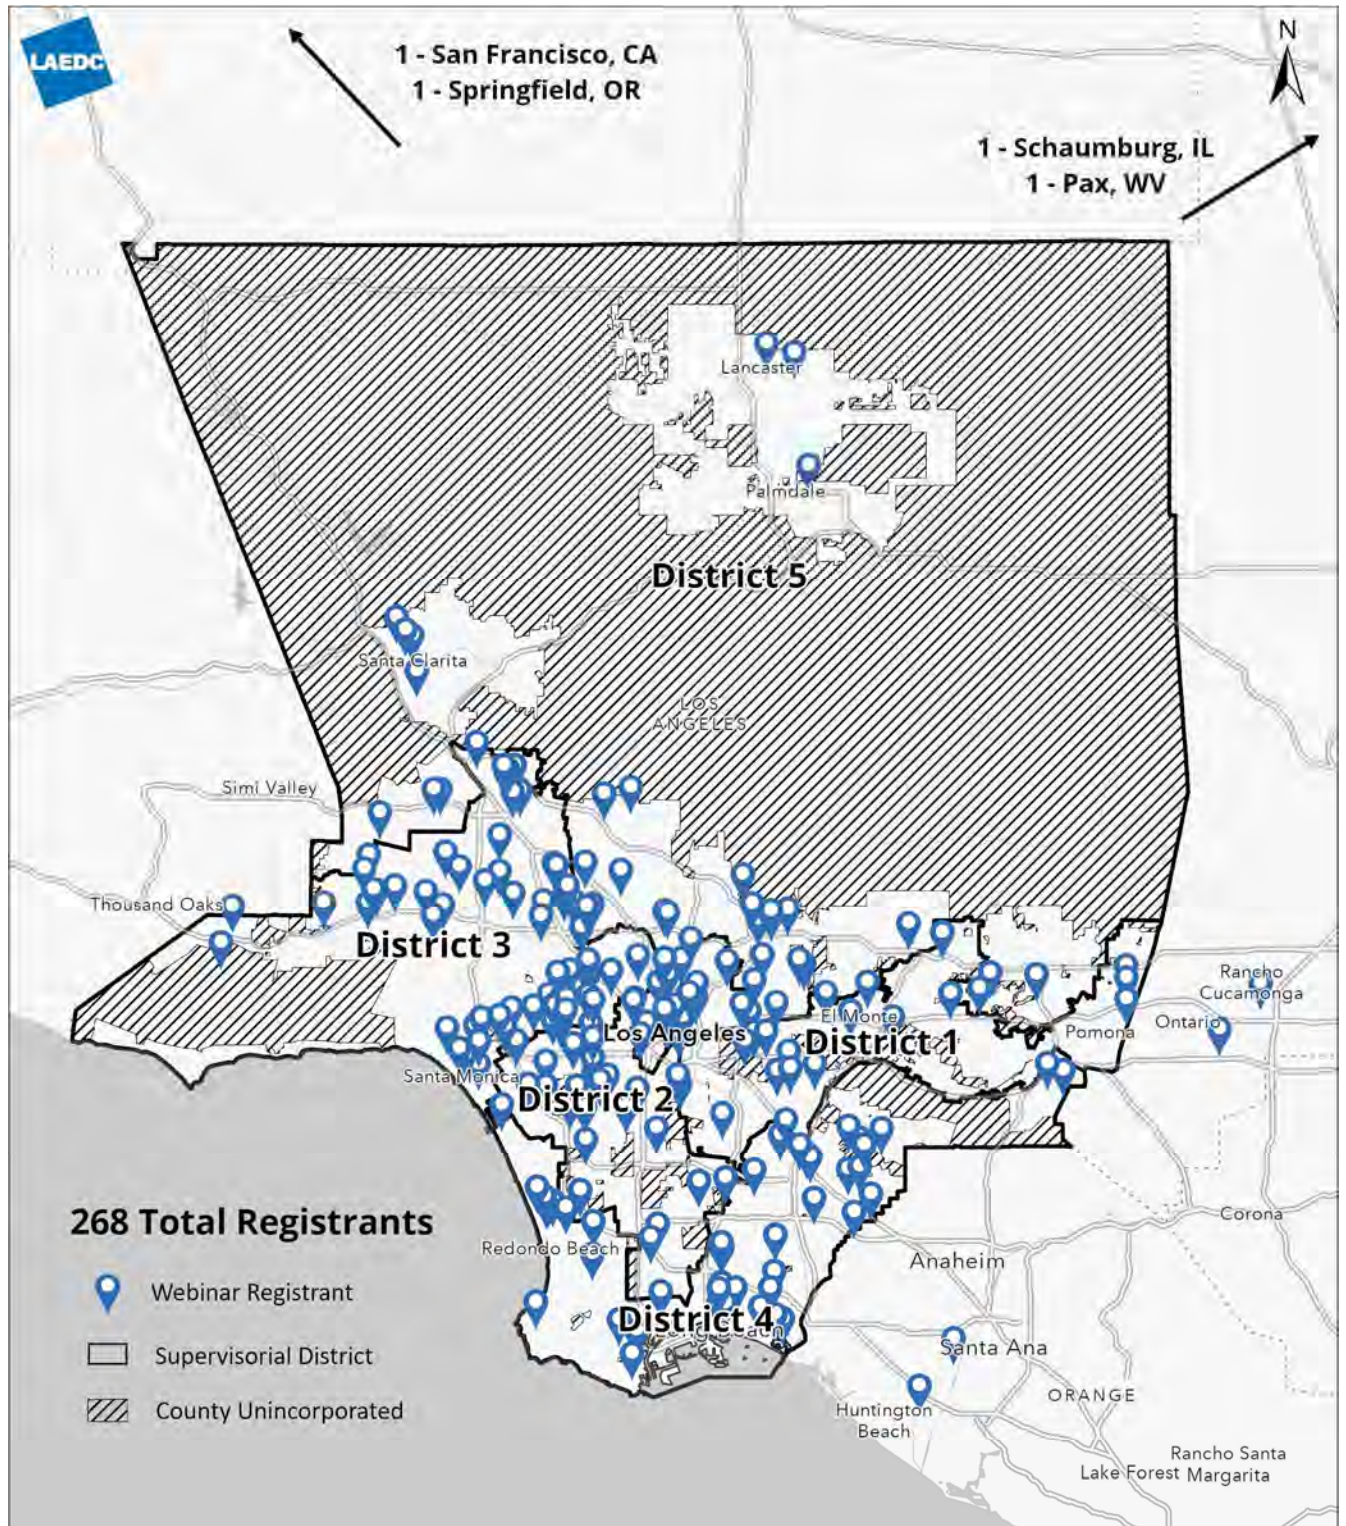 LAEDC
1 - San Francisco, CA
1 - Springfield, OR
N
1 - Schaumburg, IL
1 - Pax, WV
Lancaster
Palmdale
District 5
Santa Clarita
LOS
ANGELES
Simi Valley
Thousand Oaks
District 3
Rancho
Cucamonga
El Monte
Ontario
Los Angeles
District 1
Pomona
Santa Monica
District 2
268 Total Registrants
Corona
Redondo Beach
Anaheim
Webinar Registrant
District 4
Long Beach
Santa Ana
Supervisorial District
ORANGE
County Unincorporated
Huntington
Beach
Rancho Santa
Margarita
Lake Forest